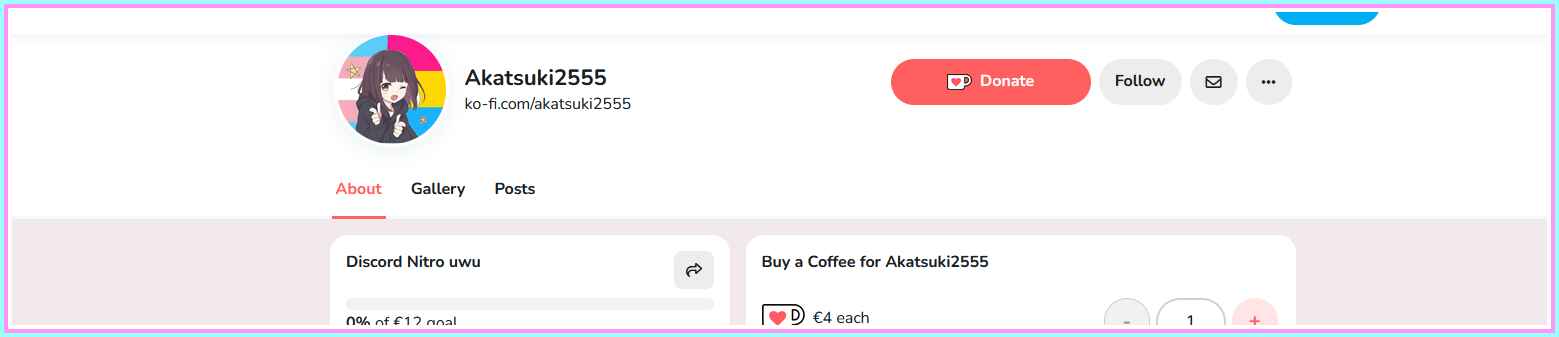 Akatsuki2555
ko-fi.com/akatsuki2555
Donate
Follow
About
Gallery
Posts
Discord Nitro uwu
0% of €12 goal
Buy a Coffee for Akatsuki2555
€4 each
-
1
+